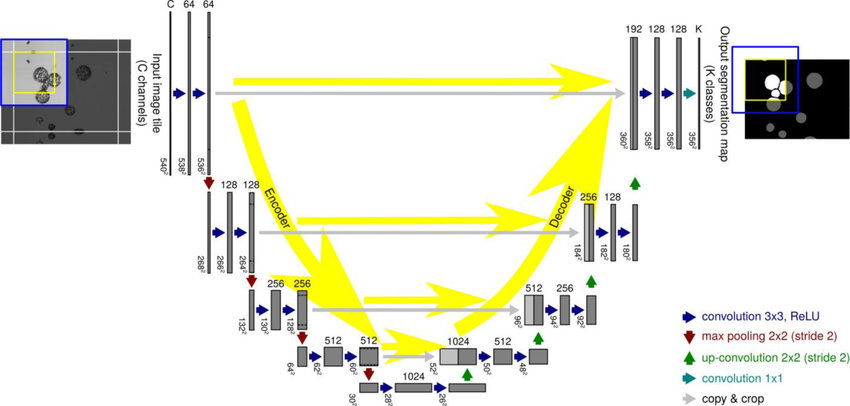 C 64 64
Input image tile
(C channels)
540² 538² 536²
192 128 128 K
360² 358² 356² 356²
Output segmentation map
(K classes)
128 128
268² 266² 264²
Encoder
Decoder
256 128
184² 182² 180²
256 256
132² 130² 128²
512 256
96² 94² 92²
512 512
64² 62² 60²
1024 512
52² 50² 48²
1024
30² 28² 26²
convolution 3x3, ReLU
max pooling 2x2 (stride 2)
up-convolution 2x2 (stride 2)
convolution 1x1
copy & crop